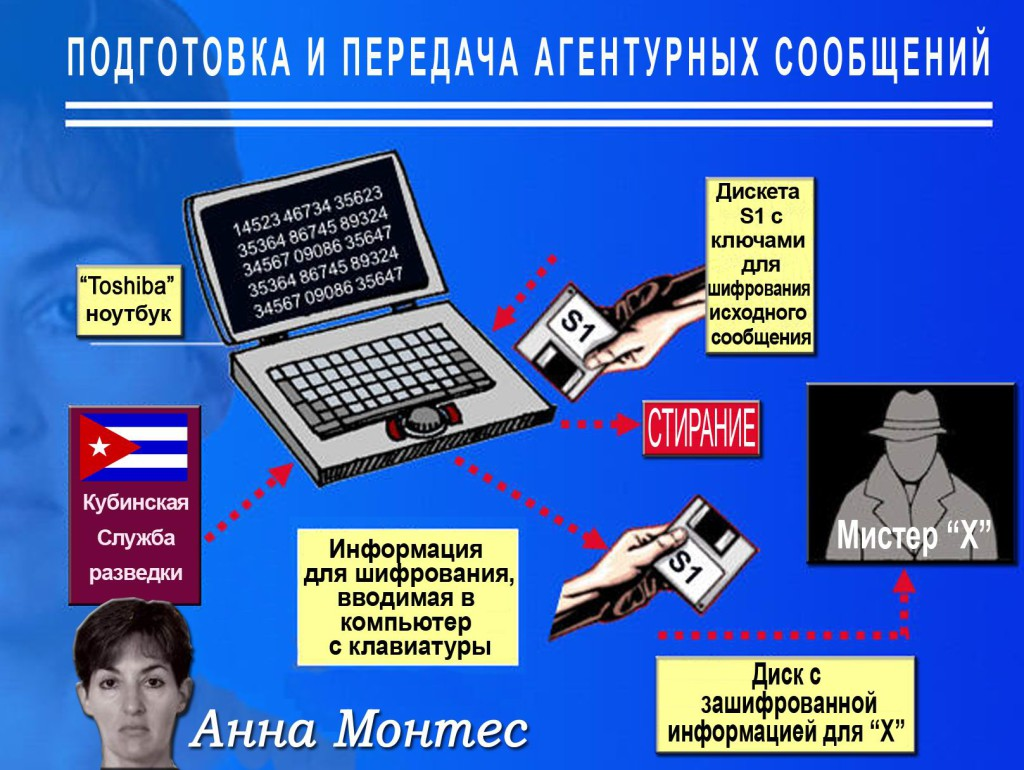 ПОДГОТОВКА И ПЕРЕДАЧА АГЕНТУРНЫХ СООБЩЕНИЙ
14523 46734 35623
35364 86745 89324
34567 09086 35647
35364 86745 89324
34567 09086 35647
“Toshiba”
ноутбук
Дискета
S1 с
ключами
для
шифрования
исходного
сообщения
S1
СТИРАНИЕ
Кубинская
Служба
разведки
Мистер “X”
Информация
для шифрования,
вводимая в
компьютер
с клавиатуры
S1
Диск с
зашифрованной
информацией для “X”
Анна Монтес